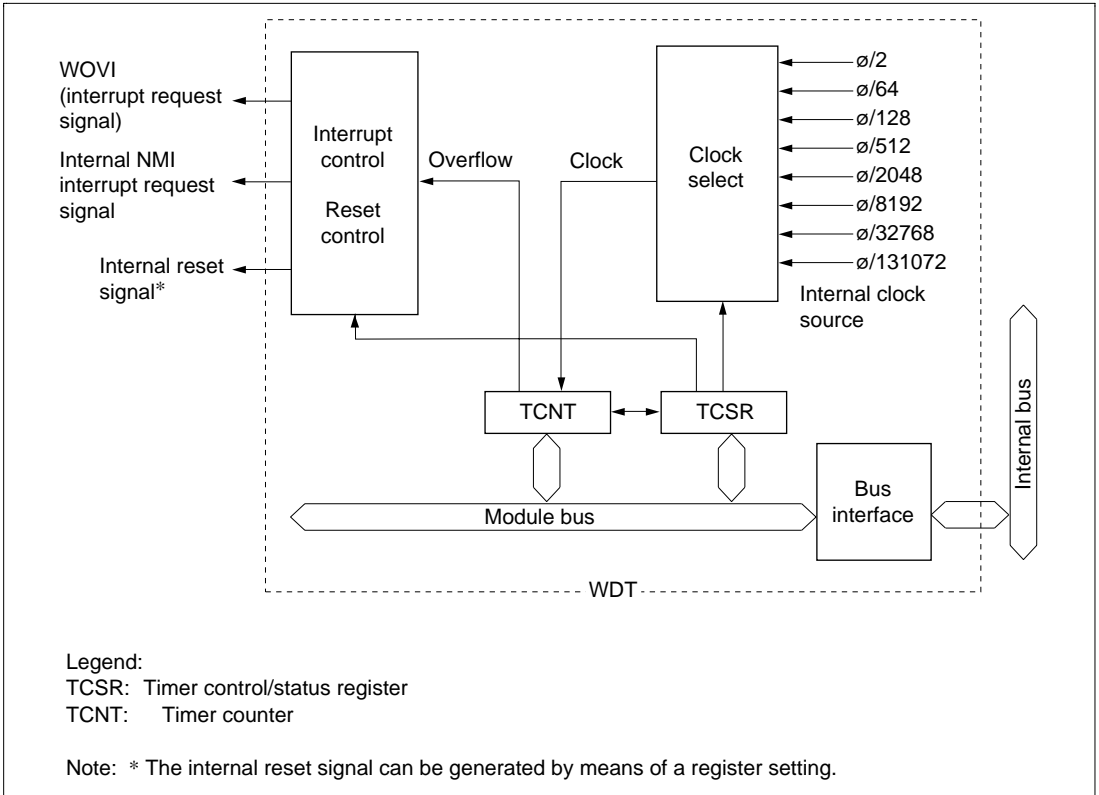 WOVI
(interrupt request
signal)
Internal NMI
interrupt request
signal
Internal reset
signal*
Interrupt
control
Reset
control
Overflow
Clock
Clock
select
ø/2
ø/64
ø/128
ø/512
ø/2048
ø/8192
ø/32768
ø/131072
Internal clock
source
TCNT
TCSR
Module bus
Bus
interface
Internal bus
WDT
Legend:
TCSR: Timer control/status register
TCNT: Timer counter
Note: * The internal reset signal can be generated by means of a register setting.